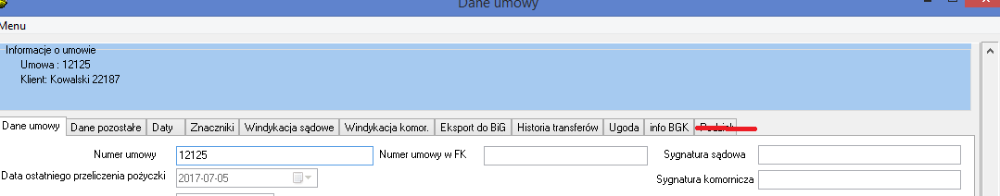 Dane umowy
Menu
Informacje o umowie
Umowa : 12125
Klient: Kowalski 22187
Dane umowy Dane pozostałe Daty Znaczniki Windykacja sądowe Windykacja komor. Eksport do BiG Historia transferów Ugoda info BGK
Numer umowy 12125 Numer umowy w FK Sygnatura sądowa
Data ostatniego przeliczenia pożyczki 2017-07-05 Sygnatura komornicza